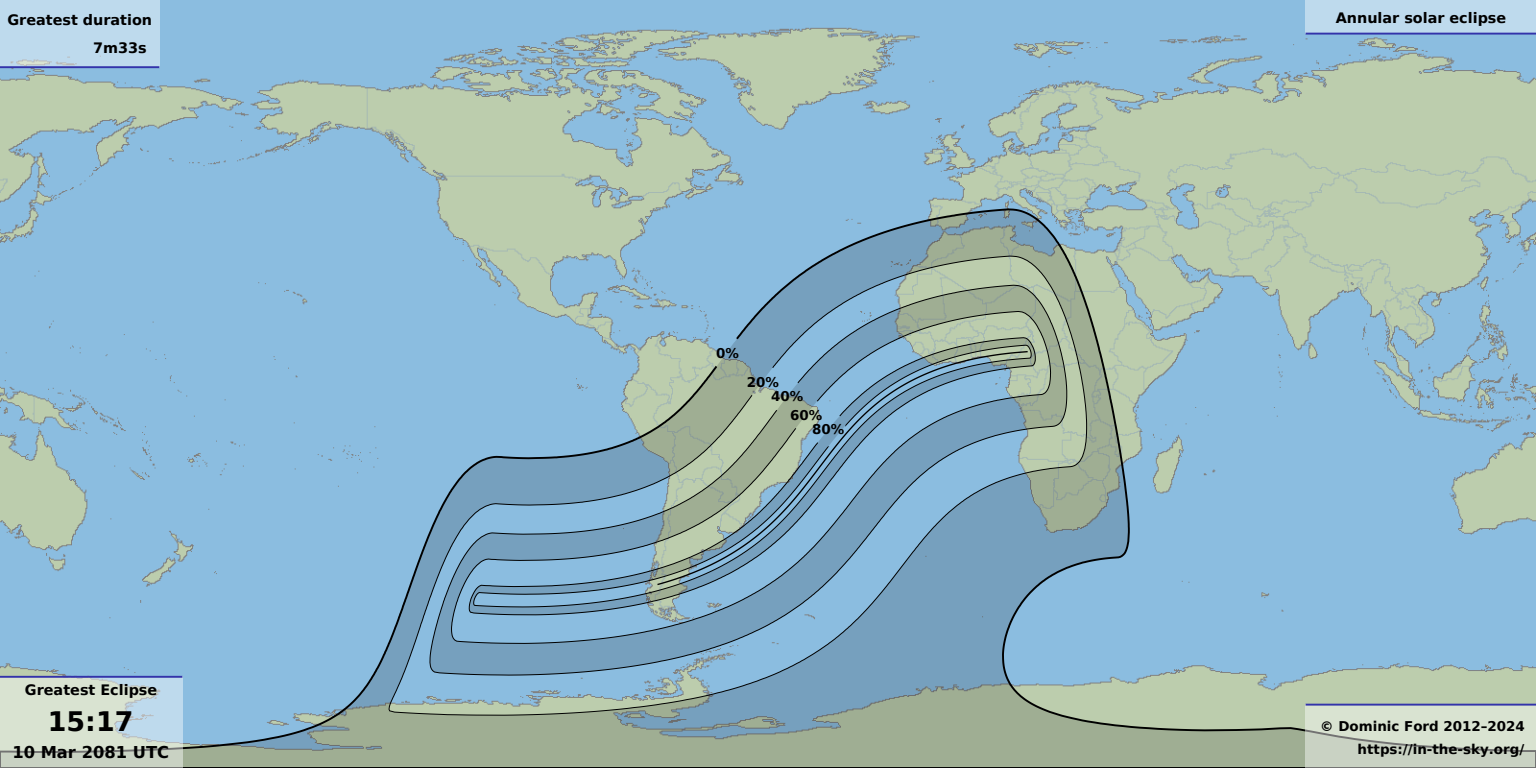 Greatest duration
7m33s
Annular solar eclipse
0%
20%
40%
60%
80%
Greatest Eclipse
15:17
10 Mar 2081 UTC
© Dominic Ford 2012–2024
https://in-the-sky.org/